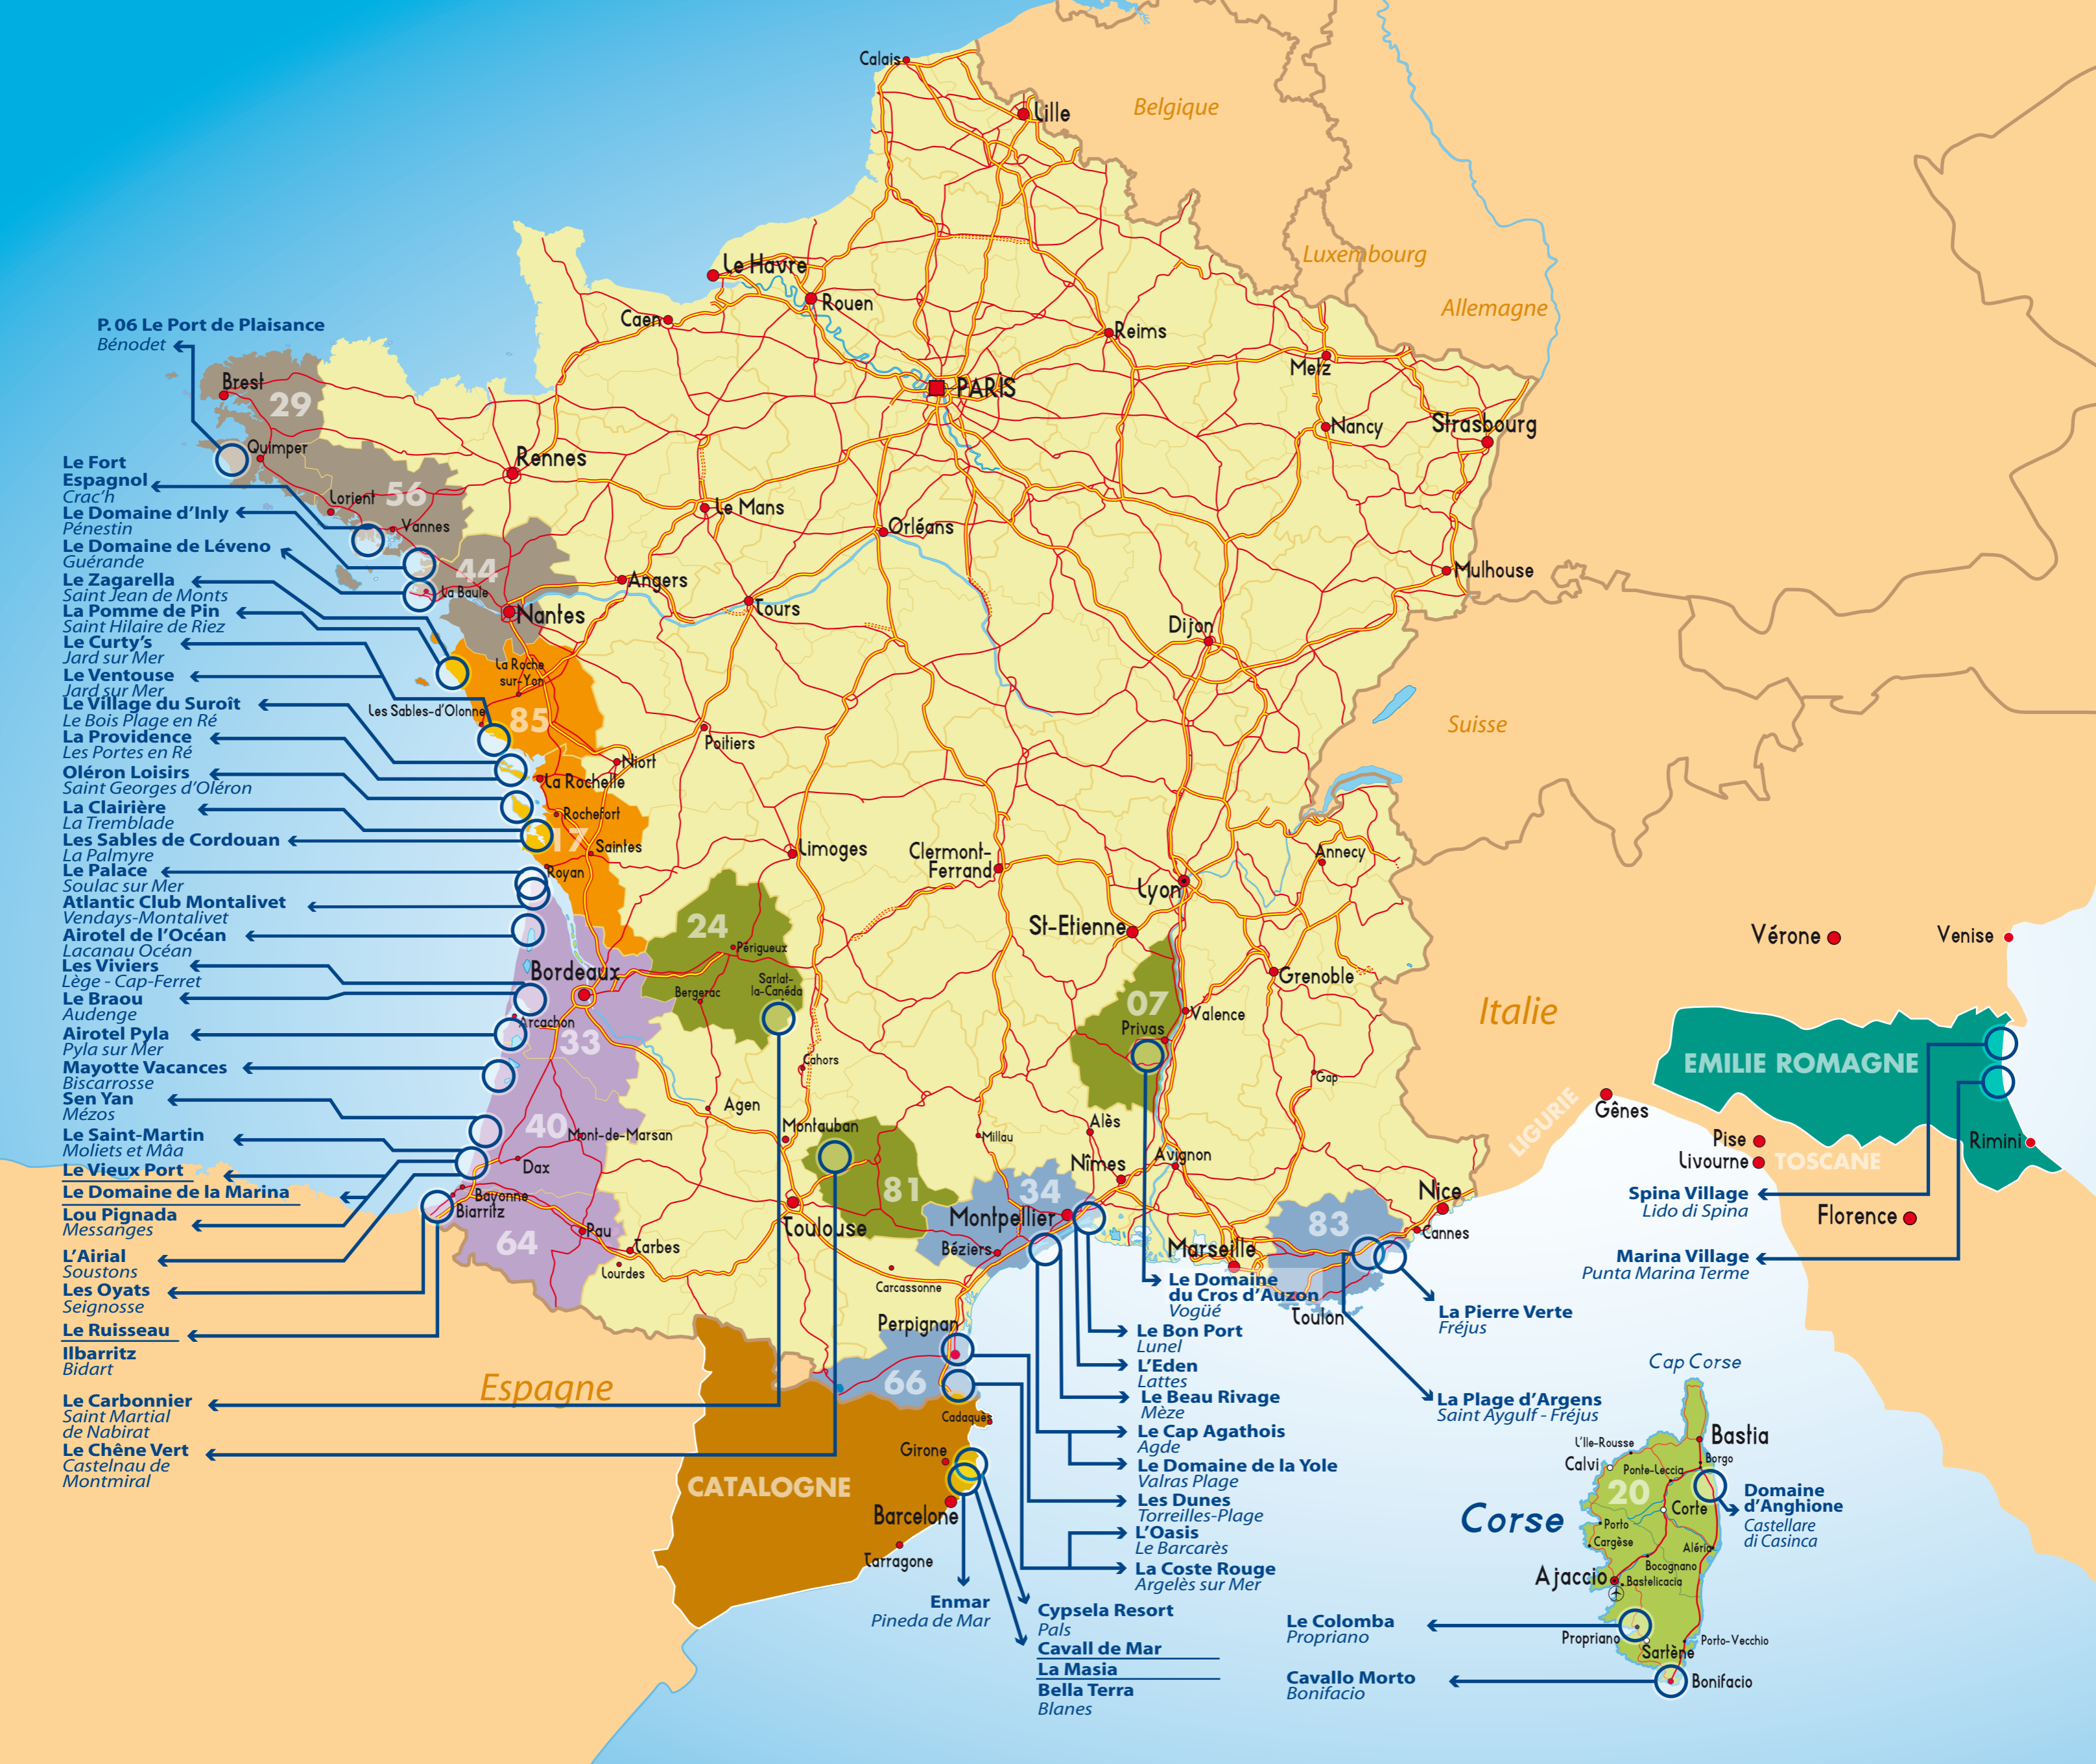 Calais
Lille
Belgique
Luxembourg
Allemagne
Le Havre
Rouen
Caen
Reims
Metz
PARIS
Nancy
Strasbourg
P. 06 Le Port de Plaisance
Bénodet
Brest
29
Quimper
Rennes
Lorient
56
Vannes
Le Mans
Orléans
44
La Baule
Nantes
Angers
Tours
Dijon
Mulhouse
Suisse
Le Fort
Espagnol
Crac'h
Le Domaine d'Inly
Pénestin
Le Domaine de Léveno
Guérande
Le Zagarella
Saint Jean de Monts
La Pomme de Pin
Saint Hilaire de Riez
Le Curty's
Jard sur Mer
Le Ventouse
Jard sur Mer
Le Village du Suroît
Le Bois Plage en Ré
La Providence
Les Portes en Ré
Oléron Loisirs
Saint Georges d'Oléron
La Clairière
La Tremblade
Les Sables de Cordouan
La Palmyre
Le Palace
Soulac sur Mer
Atlantic Club Montalivet
Vendays-Montalivet
Airotel de l'Océan
Lacanau Océan
Les Viviers
Lège - Cap-Ferret
Le Braou
Audenge
Airotel Pyla
Pyla sur Mer
Mayotte Vacances
Biscarrosse
Sen Yan
Mézos
Le Saint-Martin
Moliets et Mâa
Le Vieux Port
Le Domaine de la Marina
Lou Pignada
Messanges
L'Airial
Soustons
Les Oyats
Seignosse
Le Ruisseau
Ilbarritz
Bidart
Le Carbonnier
Saint Martial
de Nabirat
Le Chêne Vert
Castelnau de
Montmiral
La Roche
sur-Yon
Les Sables-d'Olonne
85
Poitiers
Niort
La Rochelle
Rochefort
17
Saintes
Royan
Limoges
Clermont-
Ferrand
Lyon
Annecy
St-Etienne
Grenoble
24
Périgueux
Bordeaux
Bergerac
Sarlat-
la-Canéda
Arcachon
33
07
Privas
Valence
Cahors
Gap
Agen
Montauban
40
Mont-de-Marsan
Dax
Millau
Alès
Nîmes
Avignon
Bayonne
Biarritz
Pau
64
Tarbes
Lourdes
81
Toulouse
34
Montpellier
Béziers
Carcassonne
Marseille
83
Nice
Cannes
Toulon
Perpignan
66
Espagne
Cadaquès
Girone
CATALOGNE
Barcelone
Tarragone
Italie
Vérone
Venise
EMILIE ROMAGNE
LIGURIE
Gênes
Pise
Livourne
TOSCANE
Rimini
Florence
Spina Village
Lido di Spina
Marina Village
Punta Marina Terme
Le Domaine
du Cros d'Auzon
Vogüé
Le Bon Port
Lunel
L'Eden
Lattes
Le Beau Rivage
Mèze
Le Cap Agathois
Agde
Le Domaine de la Yole
Valras Plage
Les Dunes
Torreilles-Plage
L'Oasis
Le Barcarès
La Coste Rouge
Argelès sur Mer
La Pierre Verte
Fréjus
La Plage d'Argens
Saint Aygulf - Fréjus
Enmar
Pineda de Mar
Cypsela Resort
Pals
Cavall de Mar
La Masia
Bella Terra
Blanes
Cap Corse
Bastia
L'Ile-Rousse
Borgo
Calvi
Ponte-Leccia
20
Corte
Corse
Domaine
d'Anghione
Castellare
di Casinca
Porto
Cargèse
Aléria
Bocognano
Ajaccio
Bastelicacia
Le Colomba
Propriano
Propriano
Sartène
Porto-Vecchio
Cavallo Morto
Bonifacio
Bonifacio